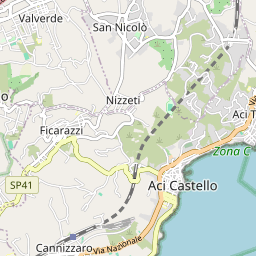 Valverde
San Nicolò
Nizzeti
Aci T
Ficarazzi
Zona C
SP41
Aci Castello
Cannizzaro
Via Nazionale